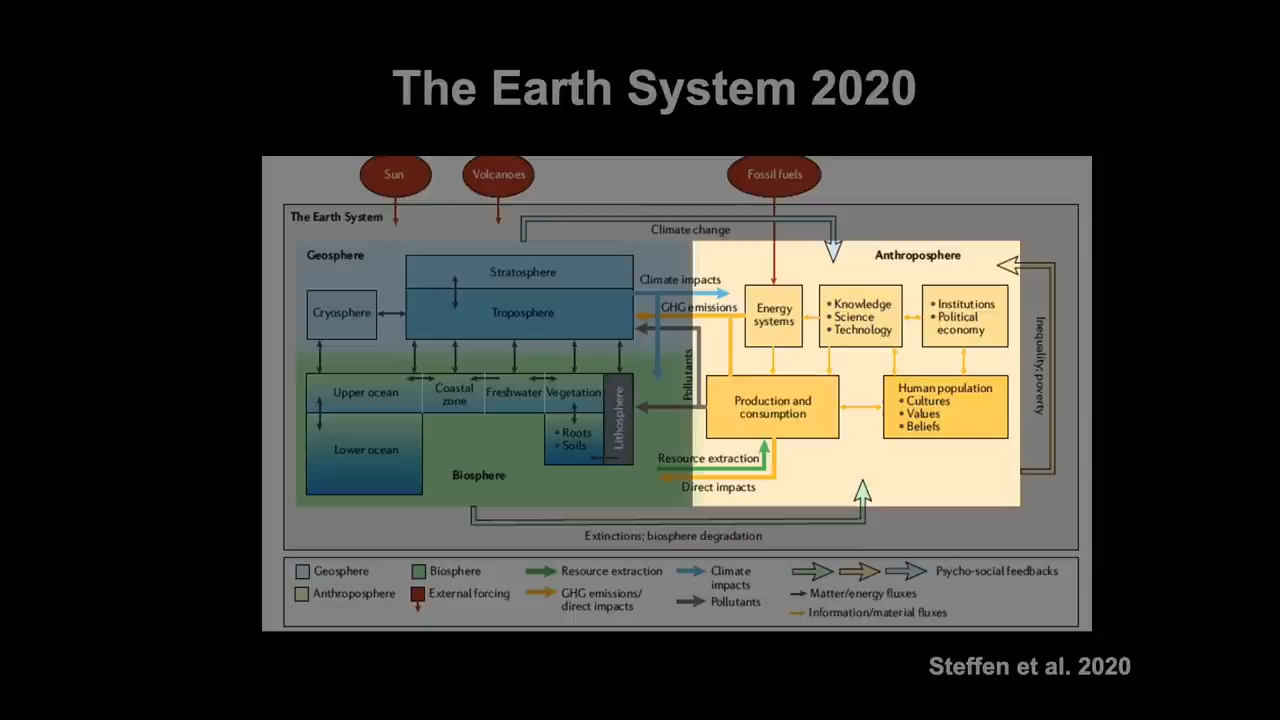 The Earth System 2020
Sun
Volcanoes
Fossil fuels
The Earth System
Climate change
Geosphere
Anthroposphere
Stratosphere
Climate impacts
Cryosphere
Troposphere
GHG emissions
Energy
systems
• Knowledge
• Science
• Technology
• Institutions
• Political
economy
Pollutants
Inequality; poverty
Upper ocean
Coastal
zone
Freshwater
Vegetation
Lithosphere
• Roots
• Soils
Lower ocean
Production and
consumption
Human population
• Cultures
• Values
• Beliefs
Biosphere
Resource extraction
Direct impacts
Extinctions; biosphere degradation
Geosphere
Biosphere
Resource extraction
Climate
impacts
Psycho-social feedbacks
Anthroposphere
External forcing
GHG emissions/
direct impacts
Pollutants
Matter/energy fluxes
Information/material fluxes
Steffen et al. 2020